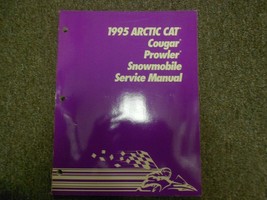 1995 ARCTIC CAT®
Cougar®
Prowler®
Snowmobile
Service Manual